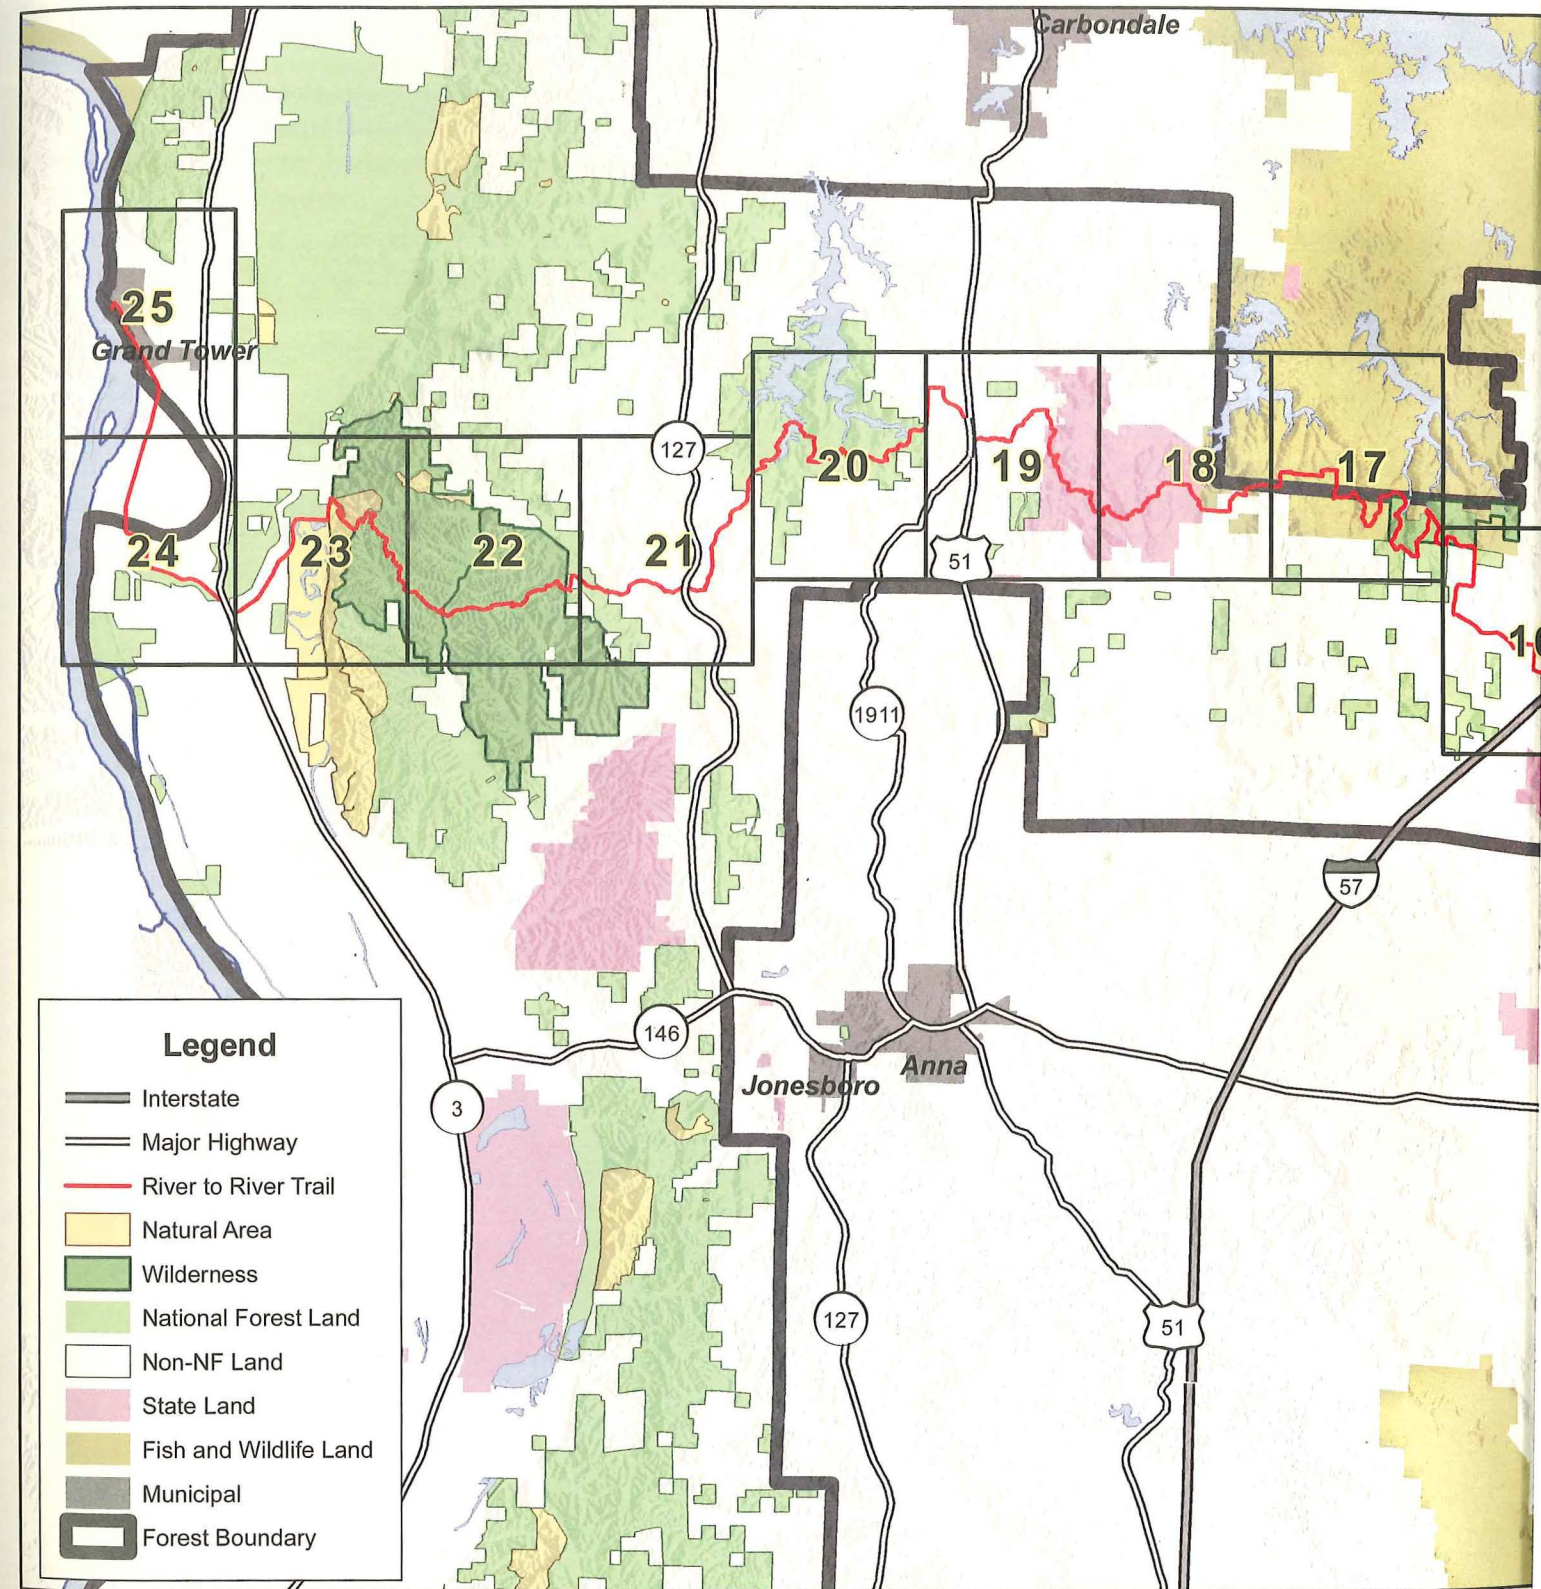 Carbondale
25
Grand Tower
127
20
19
18
17
24
23
22
21
51
16
1911
57
146
Anna
Jonesboro
3
127
51
Legend
Interstate
Major Highway
River to River Trail
Natural Area
Wilderness
National Forest Land
Non-NF Land
State Land
Fish and Wildlife Land
Municipal
Forest Boundary